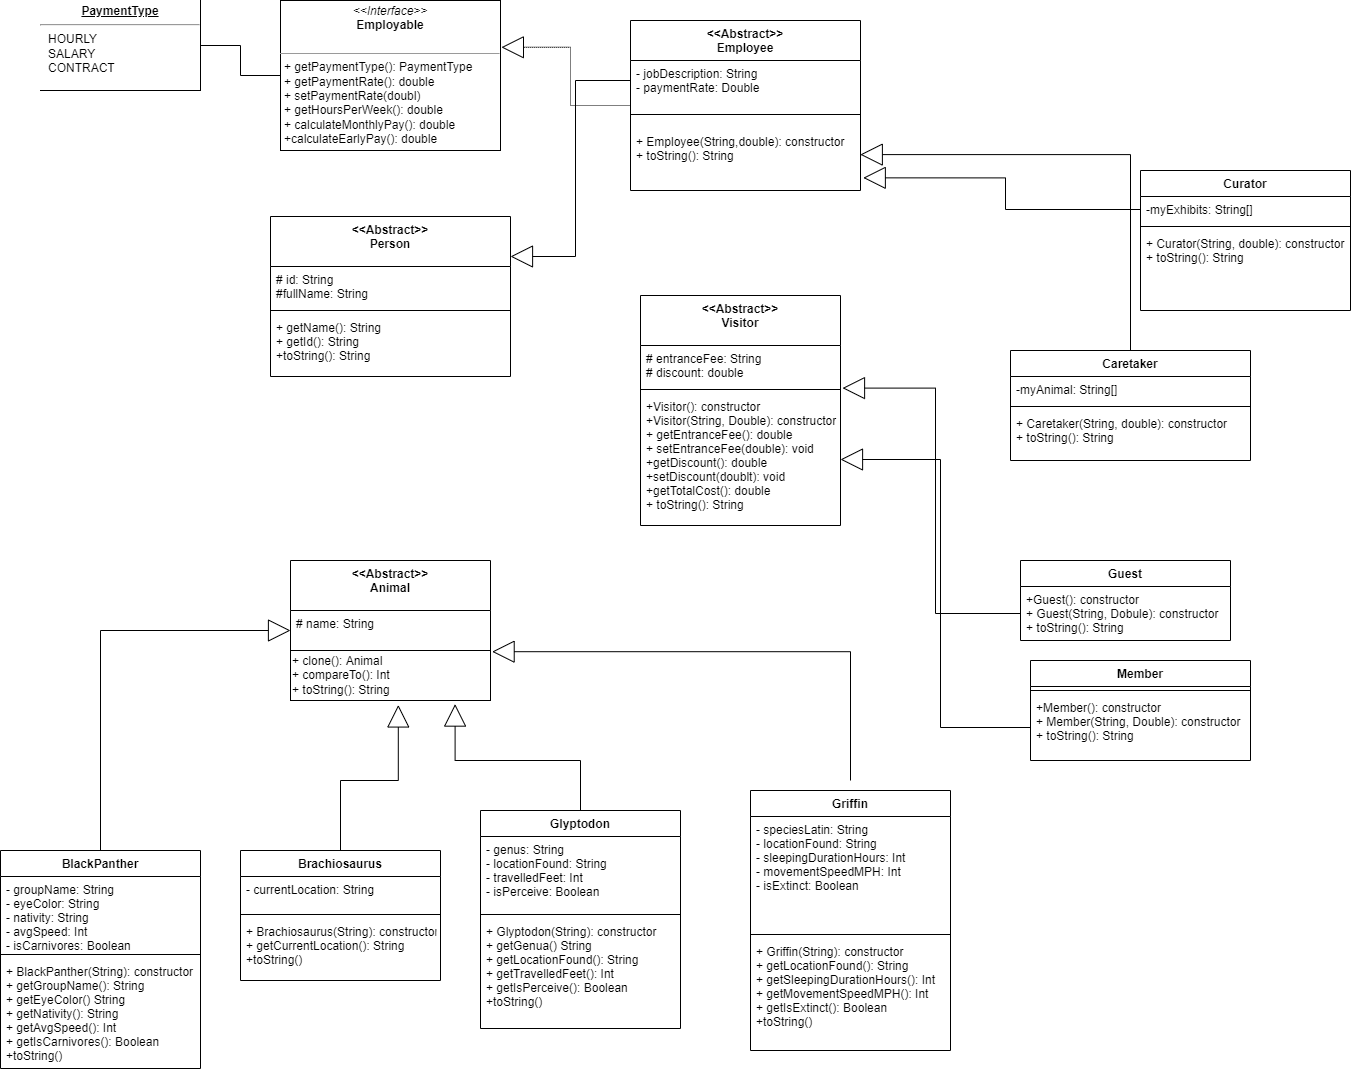 PaymentType
HOURLY
SALARY
CONTRACT
<<Interface>>
Employable
+ getPaymentType(): PaymentType
+ getPaymentRate(): double
+ setPaymentRate(doubl)
+ getHoursPerWeek(): double
+ calculateMonthlyPay(): double
+calculateEarlyPay(): double
<<Abstract>>
Employee
- jobDescription: String
- paymentRate: Double
+ Employee(String,double): constructor
+ toString(): String
Curator
-myExhibits: String[]
+ Curator(String, double): constructor
+ toString(): String
<<Abstract>>
Person
# id: String
#fullName: String
+ getName(): String
+ getId(): String
+toString(): String
<<Abstract>>
Visitor
# entranceFee: String
# discount: double
+Visitor(): constructor
+Visitor(String, Double): constructor
+ getEntranceFee(): double
+ setEntranceFee(double): void
+getDiscount(): double
+setDiscount(doublt): void
+getTotalCost(): double
+ toString(): String
Caretaker
-myAnimal: String[]
+ Caretaker(String, double): constructor
+ toString(): String
<<Abstract>>
Animal
# name: String
+ clone(): Animal
+ compareTo(): Int
+ toString(): String
Guest
+Guest(): constructor
+ Guest(String, Dobule): constructor
+ toString(): String
Member
+Member(): constructor
+ Member(String, Double): constructor
+ toString(): String
BlackPanther
- groupName: String
- eyeColor: String
- nativity: String
- avgSpeed: Int
- isCarnivores: Boolean
+ BlackPanther(String): constructor
+ getGroupName(): String
+ getEyeColor() String
+ getNativity(): String
+ getAvgSpeed(): Int
+ getIsCarnivores(): Boolean
+toString()
Brachiosaurus
- currentLocation: String
+ Brachiosaurus(String): constructor
+ getCurrentLocation(): String
+toString()
Glyptodon
- genus: String
- locationFound: String
- travelledFeet: Int
- isPerceive: Boolean
+ Glyptodon(String): constructor
+ getGenua() String
+ getLocationFound(): String
+ getTravelledFeet(): Int
+ getIsPerceive(): Boolean
+toString()
Griffin
- speciesLatin: String
- locationFound: String
- sleepingDurationHours: Int
- movementSpeedMPH: Int
- isExtinct: Boolean
+ Griffin(String): constructor
+ getLocationFound(): String
+ getSleepingDurationHours(): Int
+ getMovementSpeedMPH(): Int
+ getIsExtinct(): Boolean
+toString()